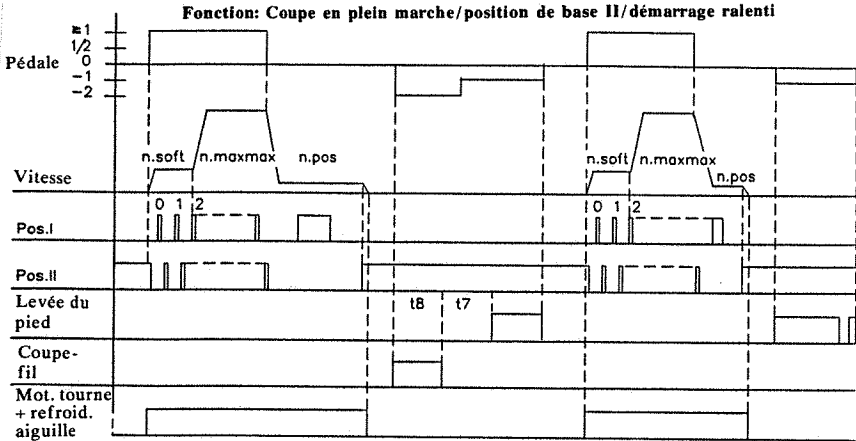 Fonction: Coupe en plein marche/position de base II/démarrage ralenti
≥1
1/2
0
Pédale
-1
-2
n.soft n.maxmax n.pos n.soft n.maxmax n.pos
Vitesse
0 1 2 0 1 2
Pos.I
Pos.II
Levée du
pied
t8 t7
Coupe-
fil
Mot. tourne
+ refroid.
aiguille